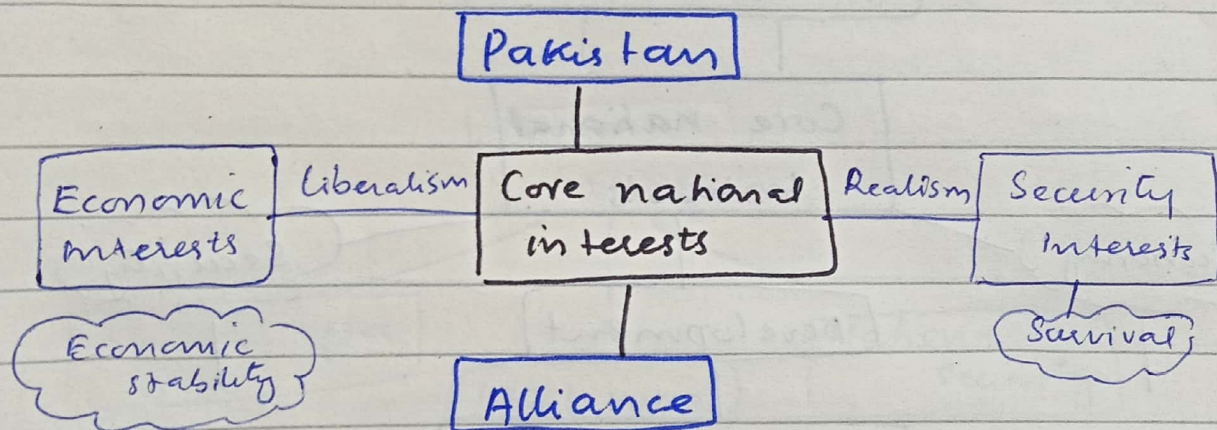 Pakistan
Economic
interests
Liberalism
Core national
interests
Realism
Security
Interests
Economic
stability
Survival
Alliance